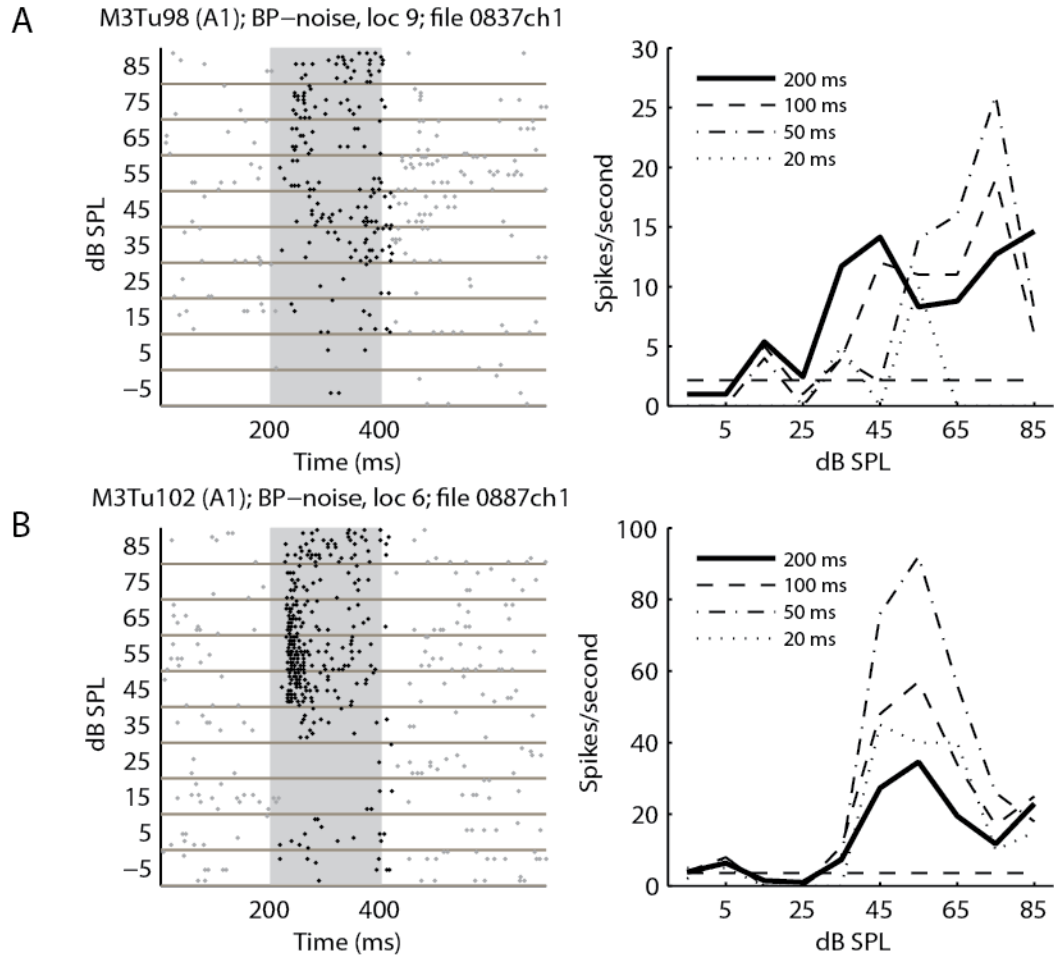 A
M3Tu98 (A1); BP−noise, loc 9; file 0837ch1
dB SPL
85
75
65
55
45
35
25
15
5
−5
200
400
Time (ms)
Spikes/second
30
25
20
15
10
5
0
200 ms
100 ms
50 ms
20 ms
5
25
45
65
85
dB SPL
B
M3Tu102 (A1); BP−noise, loc 6; file 0887ch1
dB SPL
85
75
65
55
45
35
25
15
5
−5
200
400
Time (ms)
Spikes/second
100
80
60
40
20
0
200 ms
100 ms
50 ms
20 ms
5
25
45
65
85
dB SPL